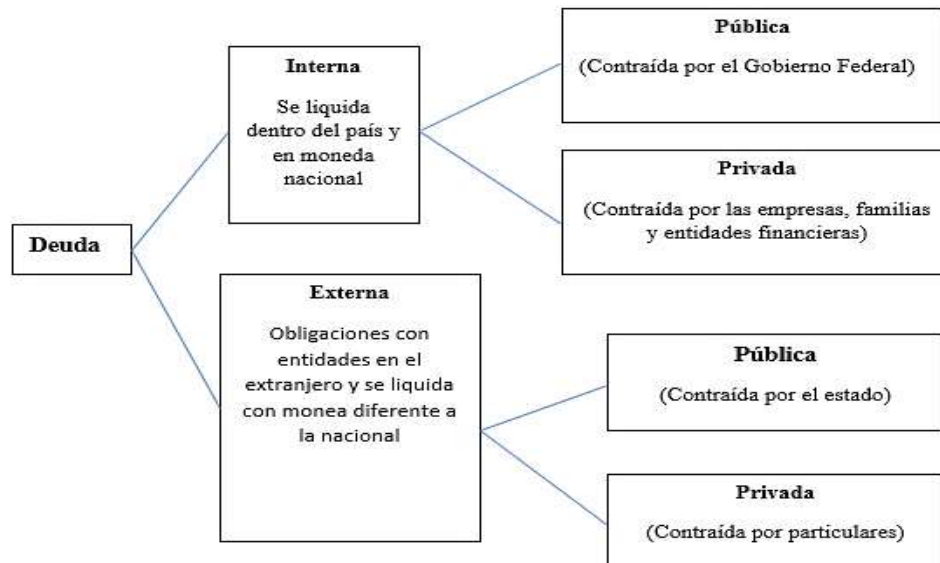 Deuda
Interna
Se liquida
dentro del país y
en moneda
nacional
Pública
(Contraída por el Gobierno Federal)
Privada
(Contraída por las empresas, familias
y entidades financieras)
Externa
Obligaciones con
entidades en el
extranjero y se liquida
con monea diferente a
la nacional
Pública
(Contraída por el estado)
Privada
(Contraída por particulares)